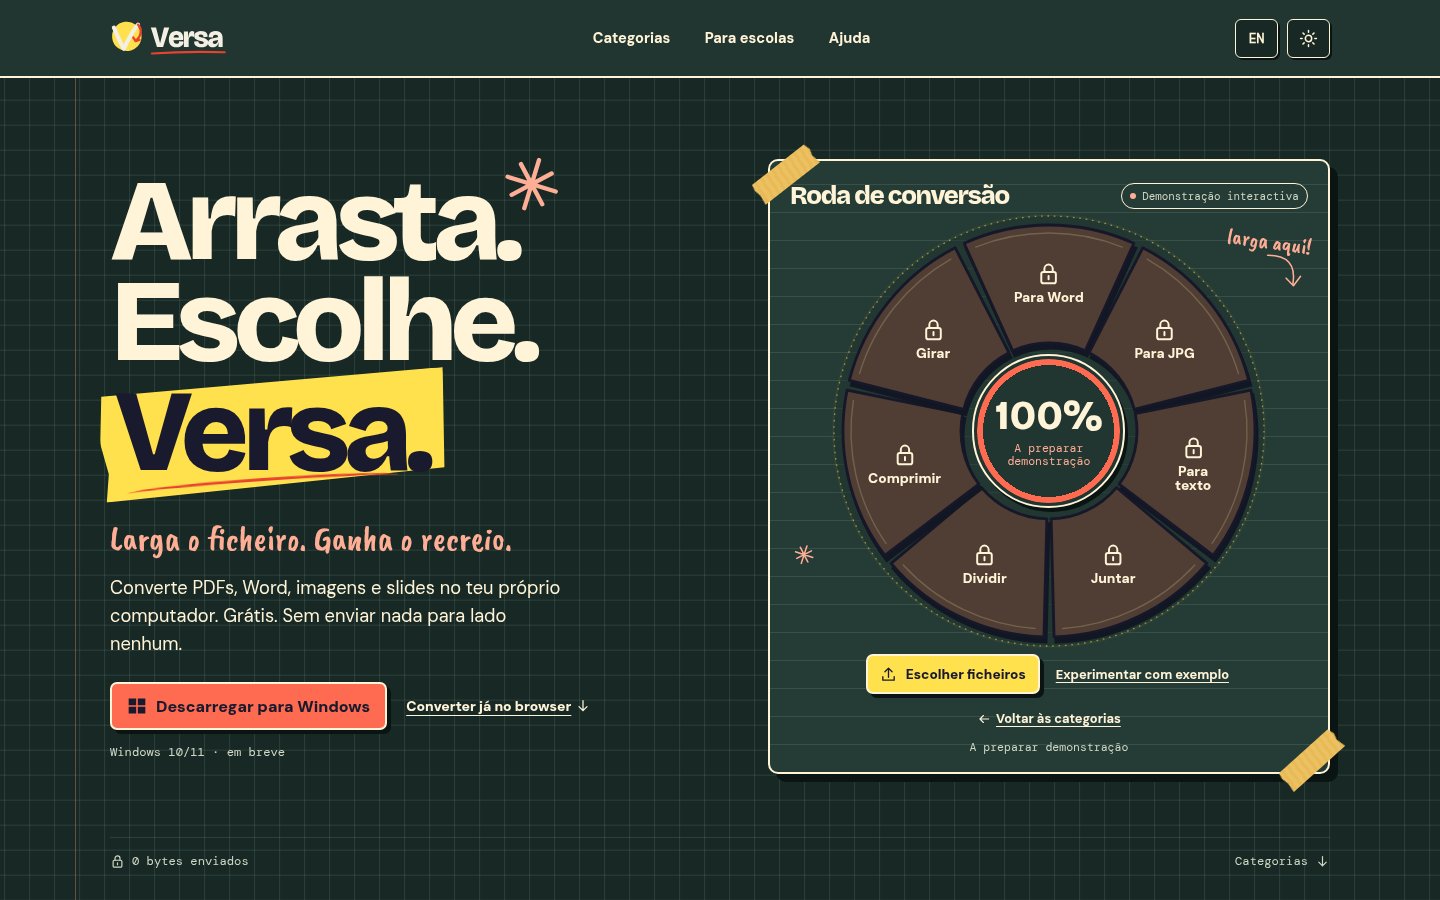 Versa
Categorias
Para escolas
Ajuda
EN
Arrasta.
Escolhe.
Versa.
Larga o ficheiro. Ganha o recreio.
Converte PDFs, Word, imagens e slides no teu próprio
computador. Grátis. Sem enviar nada para lado
nenhum.
Descarregar para Windows
Converter já no browser ↓
Windows 10/11 · em breve
Roda de conversão
Demonstração interactiva
larga aqui!
Para Word
Para JPG
Para
texto
Juntar
Dividir
Comprimir
Girar
100%
A preparar
demonstração
Escolher ficheiros
Experimentar com exemplo
← Voltar às categorias
A preparar demonstração
0 bytes enviados
Categorias ↓